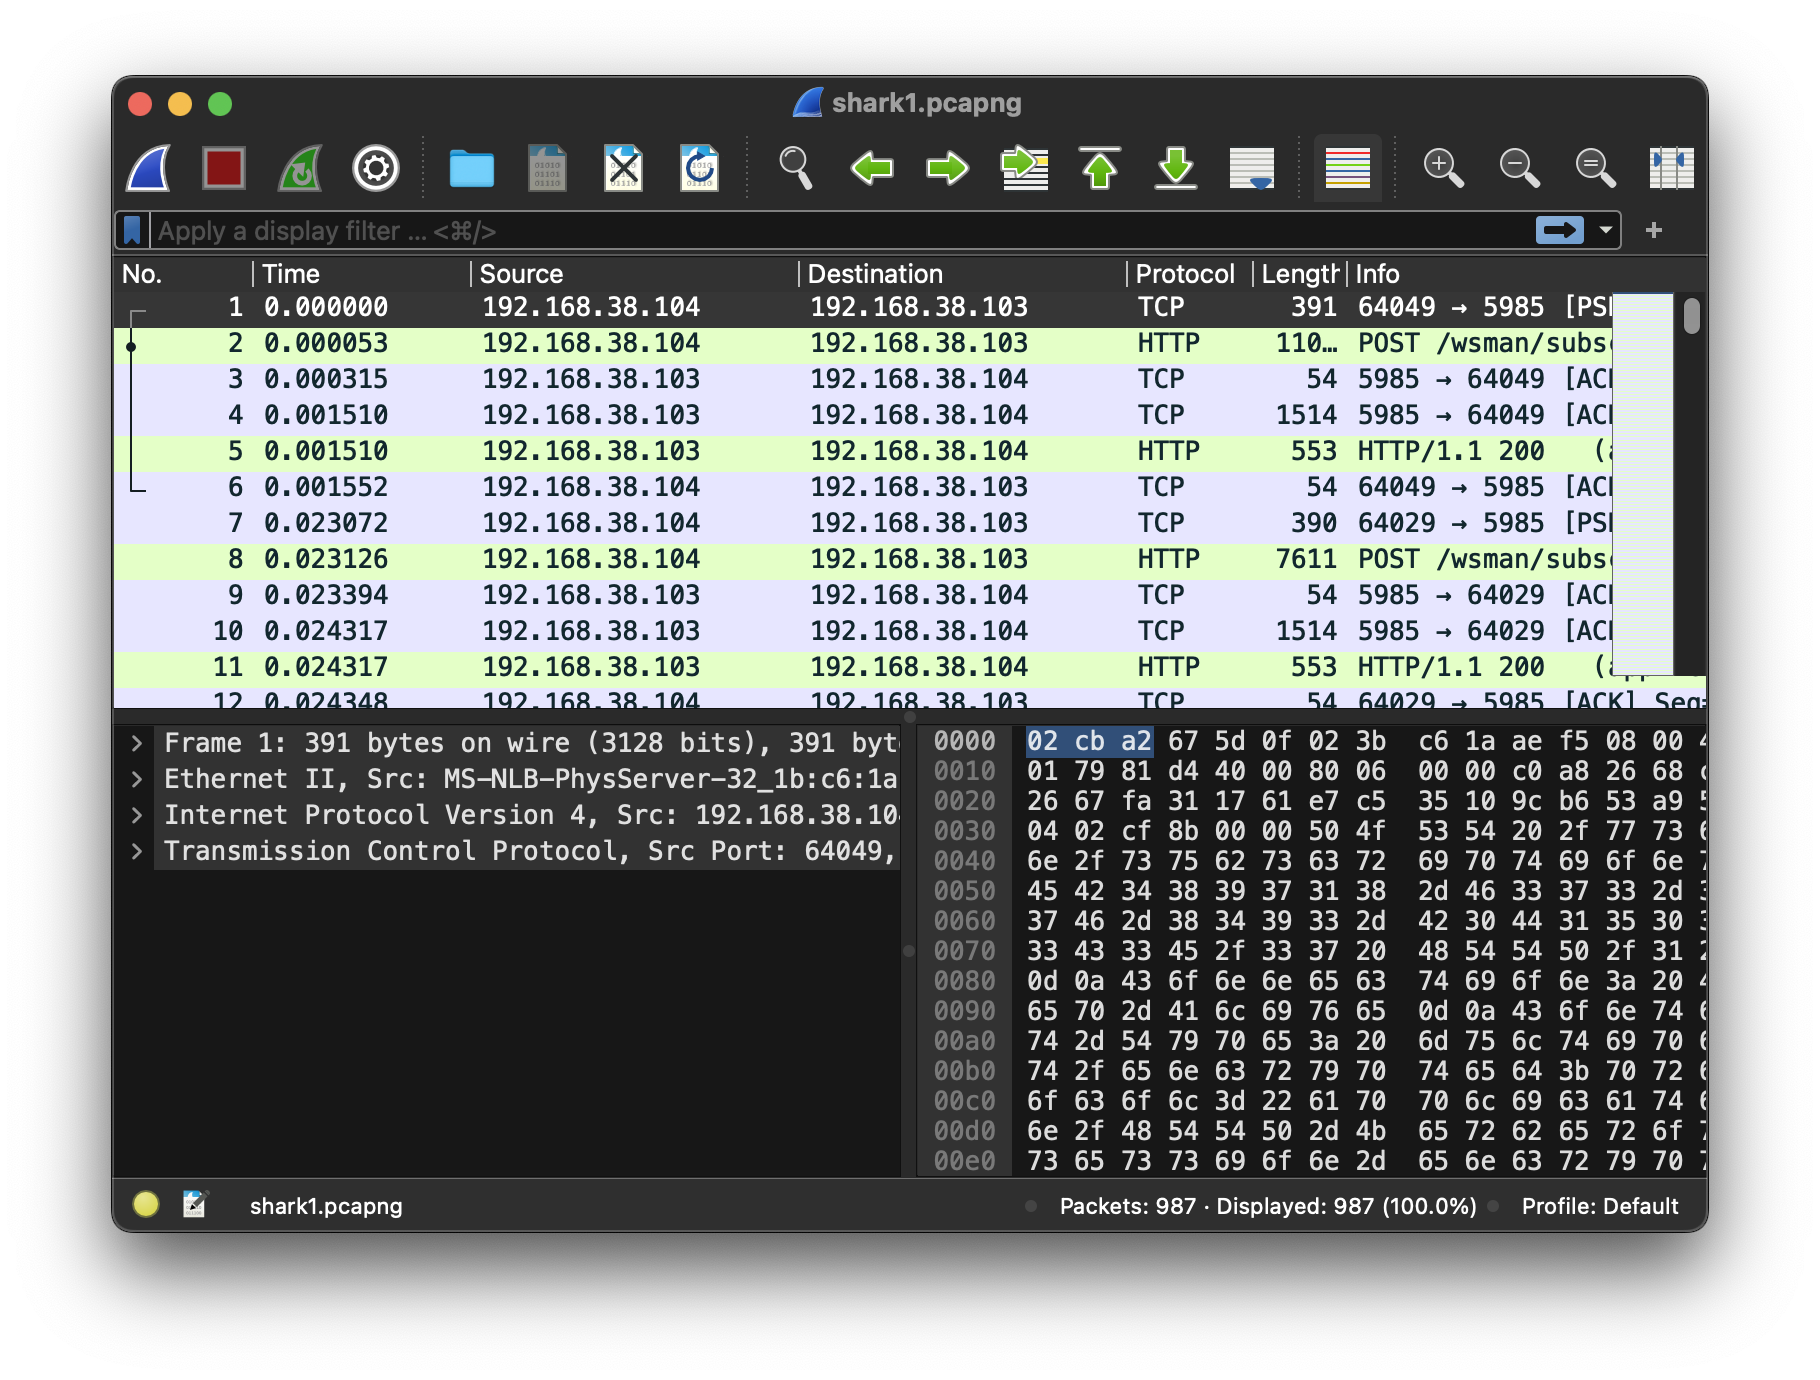 shark1.pcapng
Apply a display filter ... <⌘/>
No. Time Source Destination Protocol Length Info
1 0.000000 192.168.38.104 192.168.38.103 TCP 391 64049 → 5985 [PS
2 0.000053 192.168.38.104 192.168.38.103 HTTP 110… POST /wsman/subs
3 0.000315 192.168.38.103 192.168.38.104 TCP 54 5985 → 64049 [AC
4 0.001510 192.168.38.103 192.168.38.104 TCP 1514 5985 → 64049 [AC
5 0.001510 192.168.38.103 192.168.38.104 HTTP 553 HTTP/1.1 200 (a
6 0.001552 192.168.38.104 192.168.38.103 TCP 54 64049 → 5985 [AC
7 0.023072 192.168.38.104 192.168.38.103 TCP 390 64029 → 5985 [PS
8 0.023126 192.168.38.104 192.168.38.103 HTTP 7611 POST /wsman/subs
9 0.023394 192.168.38.103 192.168.38.104 TCP 54 5985 → 64029 [AC
10 0.024317 192.168.38.103 192.168.38.104 TCP 1514 5985 → 64029 [AC
11 0.024317 192.168.38.103 192.168.38.104 HTTP 553 HTTP/1.1 200 (app
12 0.024348 192.168.38.104 192.168.38.103 TCP 54 64029 → 5985 [ACK] Seq=
Frame 1: 391 bytes on wire (3128 bits), 391 byt
Ethernet II, Src: MS-NLB-PhysServer-32_1b:c6:1a
Internet Protocol Version 4, Src: 192.168.38.10
Transmission Control Protocol, Src Port: 64049,
0000 02 cb a2 67 5d 0f 02 3b c6 1a ae f5 08 00 4
0010 01 79 81 d4 40 00 80 06 00 00 c0 a8 26 68 c
0020 26 67 fa 31 17 61 e7 c5 35 10 9c b6 53 a9 5
0030 04 02 cf 8b 00 00 50 4f 53 54 20 2f 77 73 6
0040 6e 2f 73 75 62 73 63 72 69 70 74 69 6f 6e 7
0050 45 42 34 38 39 37 31 38 2d 46 33 37 33 2d 3
0060 37 46 2d 38 34 39 33 2d 42 30 44 31 35 30 3
0070 33 43 33 45 2f 33 37 20 48 54 54 50 2f 31 2
0080 0d 0a 43 6f 6e 6e 65 63 74 69 6f 6e 3a 20 4
0090 65 70 2d 41 6c 69 76 65 0d 0a 43 6f 6e 74 6
00a0 74 2d 54 79 70 65 3a 20 6d 75 6c 74 69 70 6
00b0 74 2f 65 6e 63 72 79 70 74 65 64 3b 70 72 6
00c0 6f 63 6f 6c 3d 22 61 70 70 6c 69 63 61 74 6
00d0 6e 2f 48 54 54 50 2d 4b 65 72 62 65 72 6f 7
00e0 73 65 73 73 69 6f 6e 2d 65 6e 63 72 79 70 7
shark1.pcapng
Packets: 987 · Displayed: 987 (100.0%)
Profile: Default